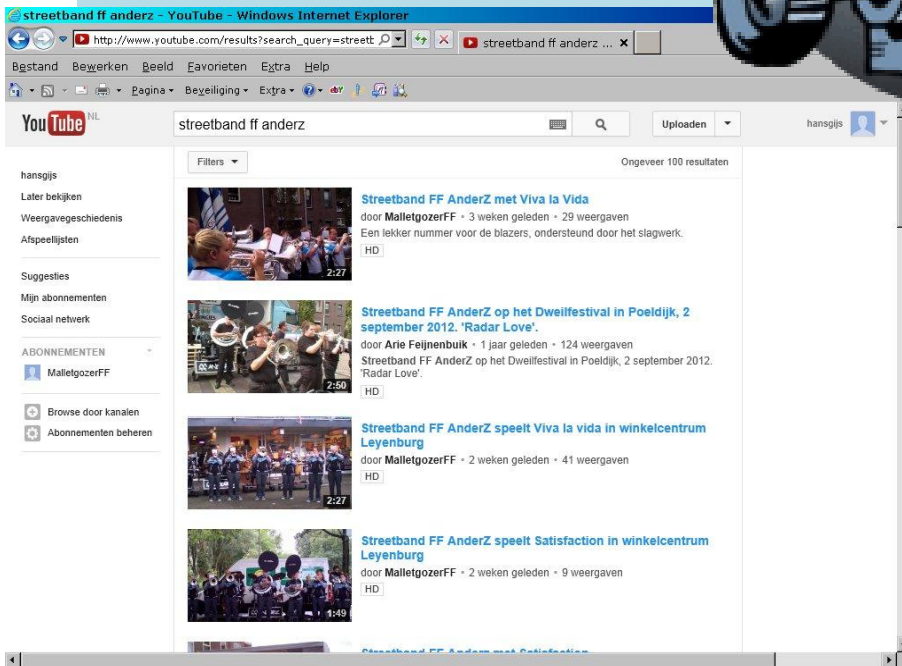 streetband ff anderz - YouTube - Windows Internet Explorer
http://www.youtube.com/results?search_query=streett
streetband ff anderz ...
Bestand Bewerken Beeld Favorieten Extra Help
Pagina Beveiliging Extra
You Tube NL
streetband ff anderz
Uploaden
hansgijs
Filters
Ongeveer 100 resultaten
hansgijs
Later bekijken
Weergavegeschiedenis
Afspeellijsten
Suggesties
Mijn abonnementen
Sociaal netwerk
ABONNEMENTEN
MalletgozerFF
Browse door kanalen
Abonnementen beheren
Streetband FF AnderZ met Viva la Vida
door MalletgozerFF • 3 weken geleden • 29 weergaven
Een lekker nummer voor de blazers, ondersteund door het slagwerk.
HD
2:27
Streetband FF AnderZ op het Dweilfestival in Poeldijk, 2
september 2012. 'Radar Love'.
door Arie Feijnenbuik • 1 jaar geleden • 124 weergaven
Streetband FF AnderZ op het Dweilfestival in Poeldijk, 2 september 2012.
'Radar Love'.
HD
2:50
Streetband FF AnderZ speelt Viva la vida in winkelcentrum
Leyenburg
door MalletgozerFF • 2 weken geleden • 41 weergaven
HD
2:27
Streetband FF AnderZ speelt Satisfaction in winkelcentrum
Leyenburg
door MalletgozerFF • 2 weken geleden • 9 weergaven
HD
1:49
Streetband FF Anderz met Satisfaction